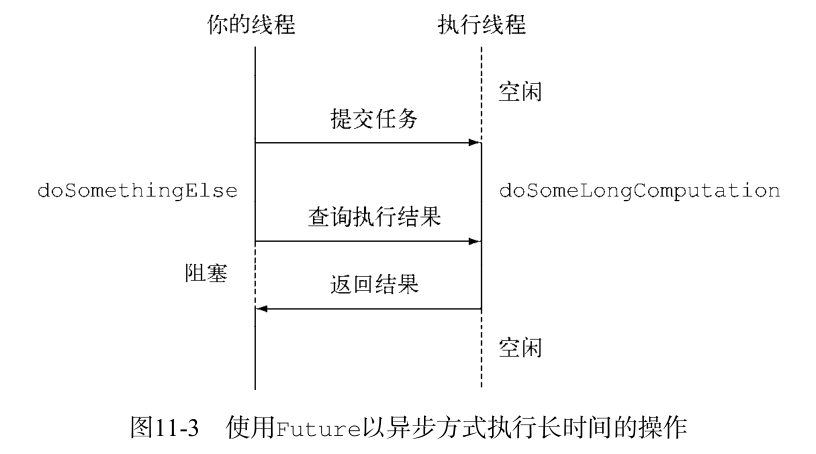 你的线程 执行线程
空闲
提交任务
doSomethingElse doSomeLongComputation
查询执行结果
阻塞
返回结果
空闲
图11-3 使用Future以异步方式执行长时间的操作